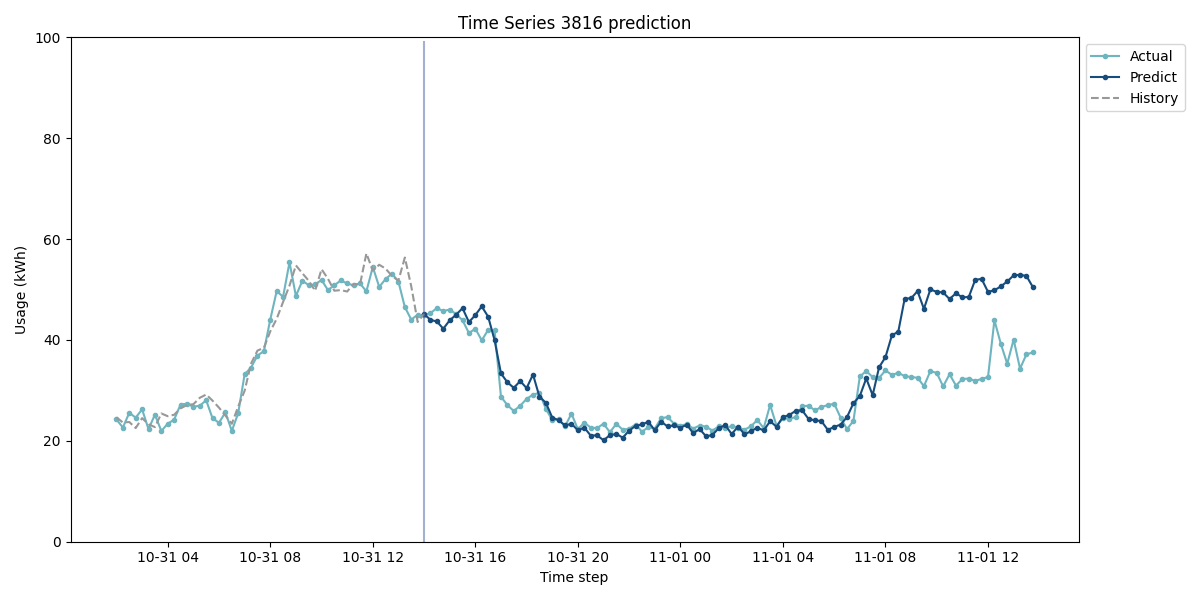 Time Series 3816 prediction
100
80
60
40
20
0
Usage (kWh)
10-31 04
10-31 08
10-31 12
10-31 16
10-31 20
11-01 00
11-01 04
11-01 08
11-01 12
Time step
Actual
Predict
History